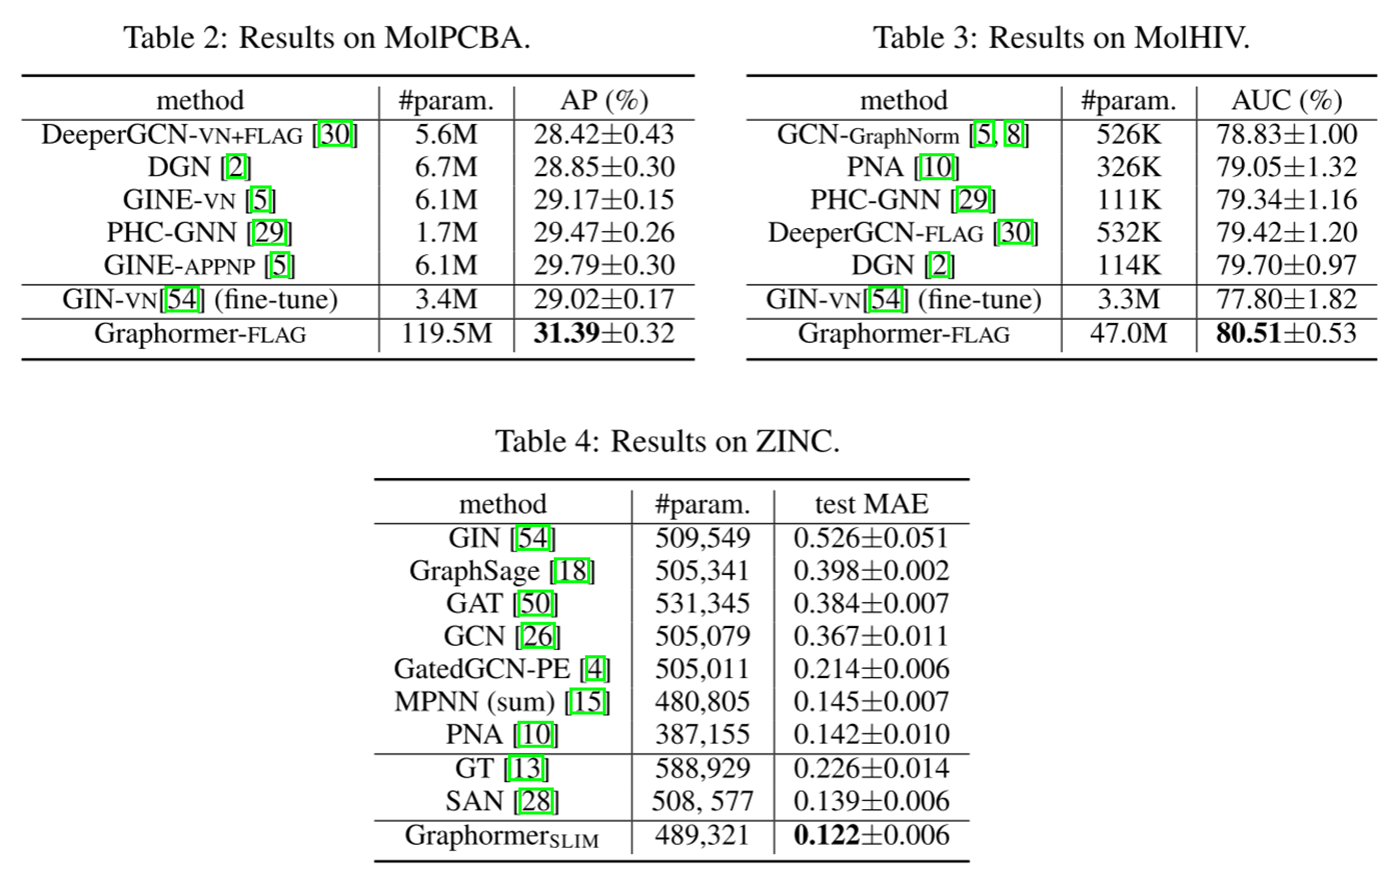 Table 2: Results on MolPCBA.
method #param. AP (%)
DeeperGCN-VN+FLAG [30] 5.6M 28.42±0.43
DGN [2] 6.7M 28.85±0.30
GINE-VN [5] 6.1M 29.17±0.15
PHC-GNN [29] 1.7M 29.47±0.26
GINE-APPNP [5] 6.1M 29.79±0.30
GIN-VN[54] (fine-tune) 3.4M 29.02±0.17
Graphormer-FLAG 119.5M 31.39±0.32
Table 3: Results on MolHIV.
method #param. AUC (%)
GCN-GraphNorm [5, 8] 526K 78.83±1.00
PNA [10] 326K 79.05±1.32
PHC-GNN [29] 111K 79.34±1.16
DeeperGCN-FLAG [30] 532K 79.42±1.20
DGN [2] 114K 79.70±0.97
GIN-VN[54] (fine-tune) 3.3M 77.80±1.82
Graphormer-FLAG 47.0M 80.51±0.53
Table 4: Results on ZINC.
method #param. test MAE
GIN [54] 509,549 0.526±0.051
GraphSage [18] 505,341 0.398±0.002
GAT [50] 531,345 0.384±0.007
GCN [26] 505,079 0.367±0.011
GatedGCN-PE [4] 505,011 0.214±0.006
MPNN (sum) [15] 480,805 0.145±0.007
PNA [10] 387,155 0.142±0.010
GT [13] 588,929 0.226±0.014
SAN [28] 508, 577 0.139±0.006
GraphormerSLIM 489,321 0.122±0.006